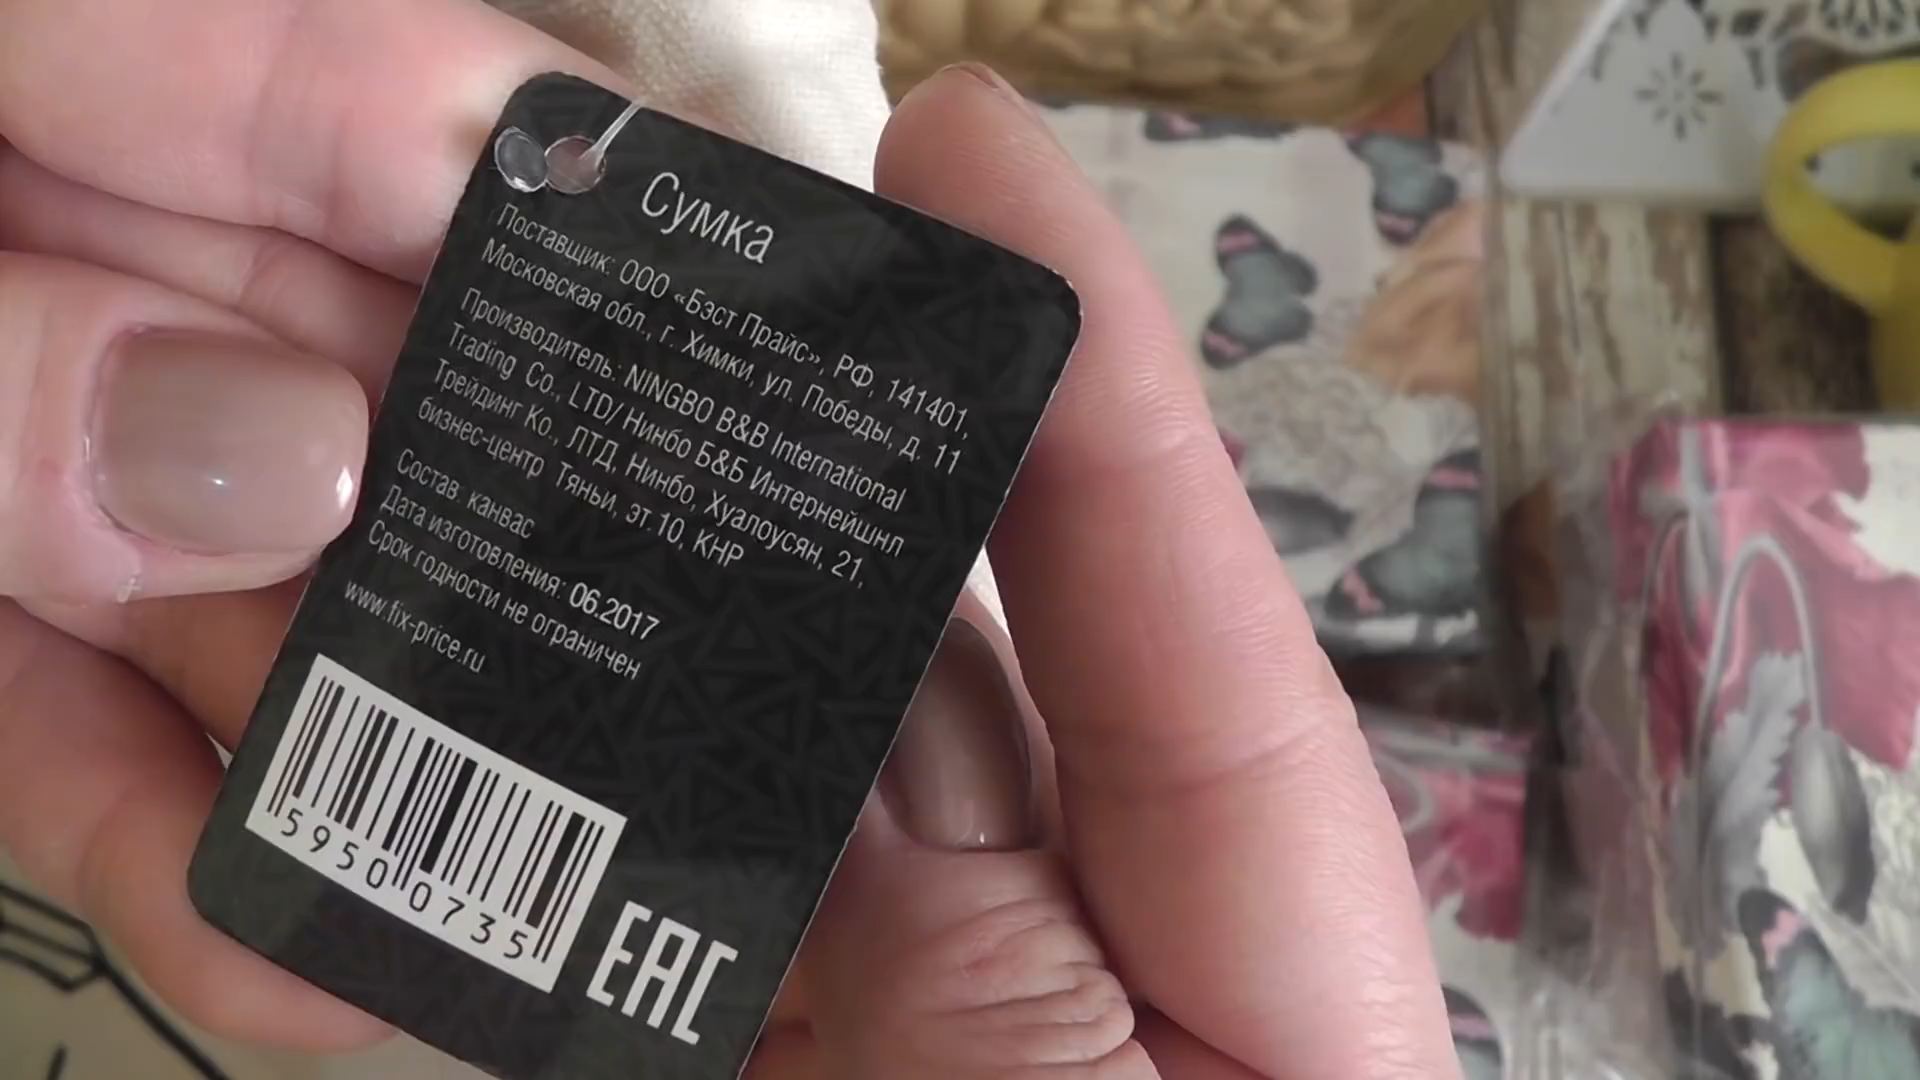 Сумка
Поставщик: ООО «Бэст Прайс», РФ, 141401,
Московская обл., г. Химки, ул. Победы, д. 11
Производитель: NINGBO B&B International
Trading Co., LTD/ Нинбо Б&Б Интернейшнл
Трейдинг Ко., ЛТД, Нинбо, Хуалоусян, 21,
бизнес-центр Тяньи, эт. 10, КНР
Состав: канвас
Дата изготовления: 06.2017
Срок годности не ограничен
www.fix-price.ru
59500735
EAC